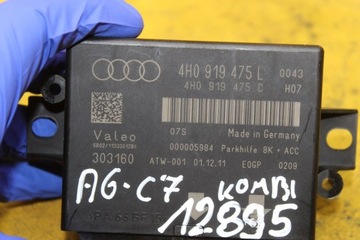 4H0 919 475 L 0043
4H0 919 475 C H07
Valeo 07S Made in Germany
000005984 Parkhilfe 8K + ACC
303160 ATW-001 01.12.11 E0GP 0209
A6-C7 KOMBI
12895